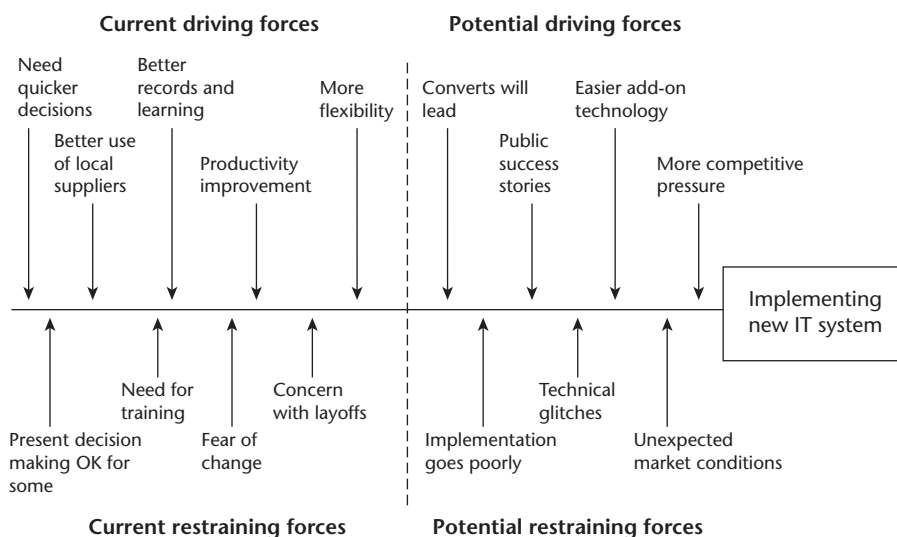 Current driving forces
Potential driving forces
Need
quicker
decisions
Better
records and
learning
More
flexibility
Converts will
lead
Easier add-on
technology
Better use
of local
suppliers
Productivity
improvement
Public
success
stories
More competitive
pressure
Implementing
new IT system
Need for
training
Concern
with layoffs
Technical
glitches
Present decision
making OK for
some
Fear of
change
Implementation
goes poorly
Unexpected
market conditions
Current restraining forces
Potential restraining forces